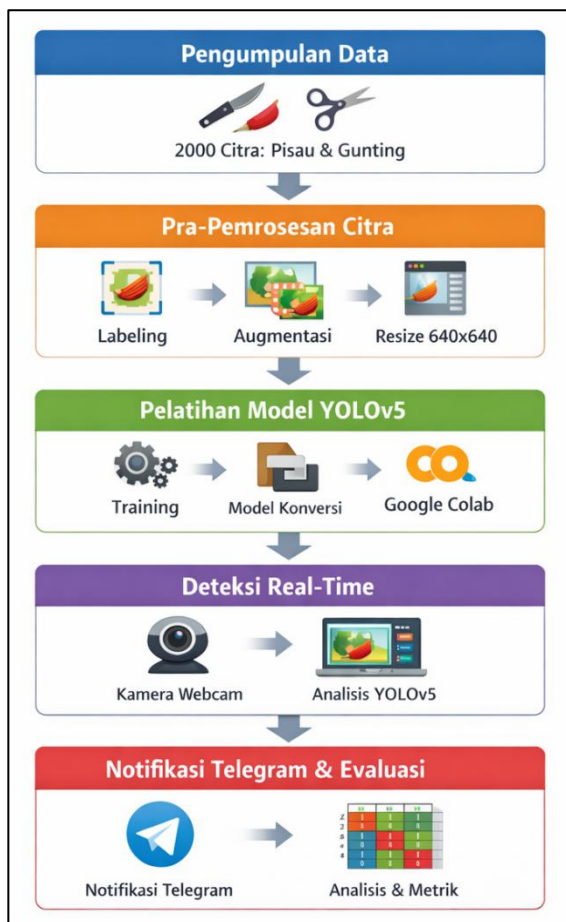 Pengumpulan Data
2000 Citra: Pisau & Gunting
Pra-Pemrosesan Citra
Labeling
Augmentasi
Resize 640x640
Pelatihan Model YOLOv5
Training
Model Konversi
Google Colab
Deteksi Real-Time
Kamera Webcam
Analisis YOLOv5
Notifikasi Telegram & Evaluasi
Notifikasi Telegram
Analisis & Metrik